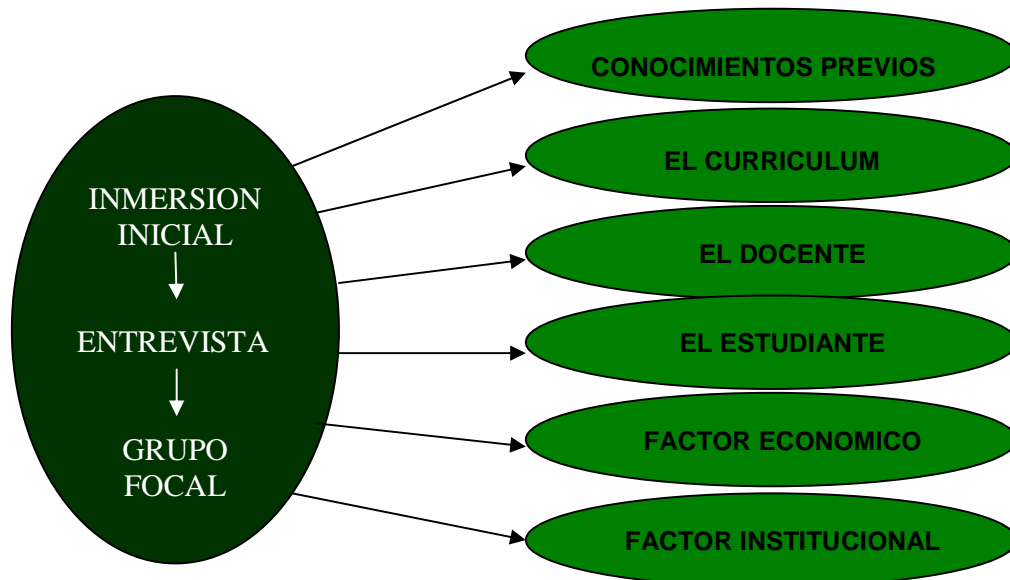 INMERSION
INICIAL
ENTREVISTA
GRUPO
FOCAL
CONOCIMIENTOS PREVIOS
EL CURRICULUM
EL DOCENTE
EL ESTUDIANTE
FACTOR ECONOMICO
FACTOR INSTITUCIONAL